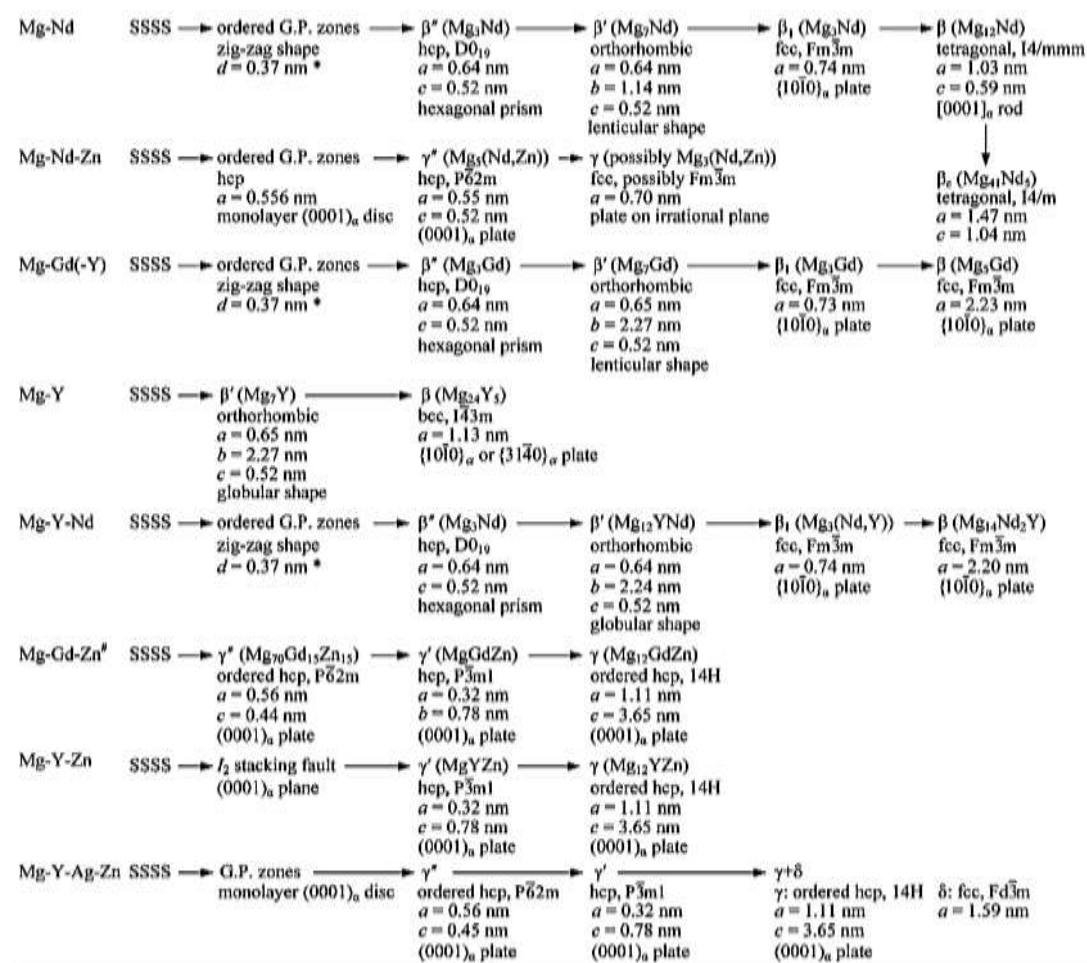 Mg-Nd SSSS → ordered G.P. zones → β″ (Mg₃Nd) → β′ (Mg₇Nd) → β₁ (Mg₃Nd) → β (Mg₁₂Nd)
zig-zag shape hcp, D0₁₉ orthorhombic fcc, Fm3̄m tetragonal, I4/mmm
d = 0.37 nm * a = 0.64 nm a = 0.64 nm a = 0.74 nm a = 1.03 nm
c = 0.52 nm b = 1.14 nm {101̄0}α plate c = 0.59 nm
hexagonal prism c = 0.52 nm [0001]α rod
lenticular shape
Mg-Nd-Zn SSSS → ordered G.P. zones → γ″ (Mg₅(Nd,Zn)) → γ (possibly Mg₃(Nd,Zn))
hcp hcp, P6̄2m fcc, possibly Fm3̄m βₑ (Mg₄₁Nd₅)
a = 0.556 nm a = 0.55 nm a = 0.70 nm tetragonal, I4/m
monolayer (0001)α disc c = 0.52 nm plate on irrational plane a = 1.47 nm
(0001)α plate c = 1.04 nm
Mg-Gd(-Y) SSSS → ordered G.P. zones → β″ (Mg₃Gd) → β′ (Mg₇Gd) → β₁ (Mg₃Gd) → β (Mg₅Gd)
zig-zag shape hcp, D0₁₉ orthorhombic fcc, Fm3̄m fcc, Fm3̄m
d = 0.37 nm * a = 0.64 nm a = 0.65 nm a = 0.73 nm a = 2.23 nm
c = 0.52 nm b = 2.27 nm {101̄0}α plate {101̄0}α plate
hexagonal prism c = 0.52 nm
lenticular shape
Mg-Y SSSS → β′ (Mg₇Y) → β (Mg₂₄Y₅)
orthorhombic bcc, I4̄3m
a = 0.65 nm a = 1.13 nm
b = 2.27 nm {101̄0}α or {314̄0}α plate
c = 0.52 nm
globular shape
Mg-Y-Nd SSSS → ordered G.P. zones → β″ (Mg₃Nd) → β′ (Mg₁₂YNd) → β₁ (Mg₃(Nd,Y)) → β (Mg₁₄Nd₂Y)
zig-zag shape hcp, D0₁₉ orthorhombic fcc, Fm3̄m fcc, Fm3̄m
d = 0.37 nm * a = 0.64 nm a = 0.64 nm a = 0.74 nm a = 2.20 nm
c = 0.52 nm b = 2.24 nm {101̄0}α plate {101̄0}α plate
hexagonal prism c = 0.52 nm
globular shape
Mg-Gd-Zn# SSSS → γ″ (Mg₇₀Gd₁₅Zn₁₅) → γ′ (MgGdZn) → γ (Mg₁₂GdZn)
ordered hcp, P6̄2m hcp, P3̄m1 ordered hcp, 14H
a = 0.56 nm a = 0.32 nm a = 1.11 nm
c = 0.44 nm b = 0.78 nm c = 3.65 nm
(0001)α plate (0001)α plate (0001)α plate
Mg-Y-Zn SSSS → I₂ stacking fault → γ′ (MgYZn) → γ (Mg₁₂YZn)
(0001)α plane hcp, P3̄m1 ordered hcp, 14H
a = 0.32 nm a = 1.11 nm
c = 0.78 nm c = 3.65 nm
(0001)α plate (0001)α plate
Mg-Y-Ag-Zn SSSS → G.P. zones → γ″ → γ′ → γ+δ
monolayer (0001)α disc ordered hcp, P6̄2m hcp, P3̄m1 γ: ordered hcp, 14H δ: fcc, Fd3̄m
a = 0.56 nm a = 0.32 nm a = 1.11 nm a = 1.59 nm
c = 0.45 nm c = 0.78 nm c = 3.65 nm
(0001)α plate (0001)α plate (0001)α plate